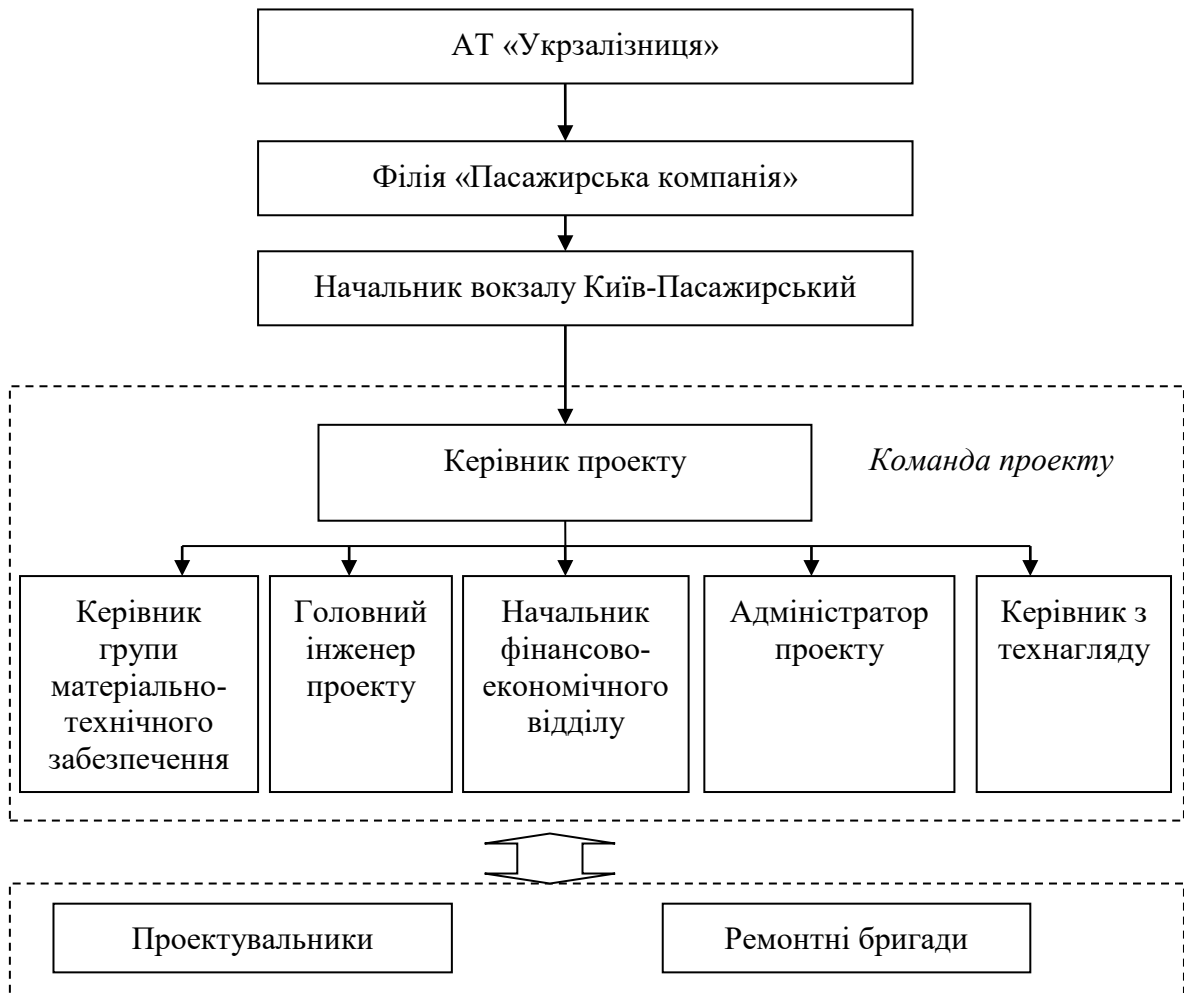 АТ «Укрзалізниця»
Філія «Пасажирська компанія»
Начальник вокзалу Київ-Пасажирський
Керівник проекту
Команда проекту
Керівник
групи
матеріально-
технічного
забезпечення
Головний
інженер
проекту
Начальник
фінансово-
економічного
відділу
Адміністратор
проекту
Керівник з
технагляду
Проектувальники
Ремонтні бригади